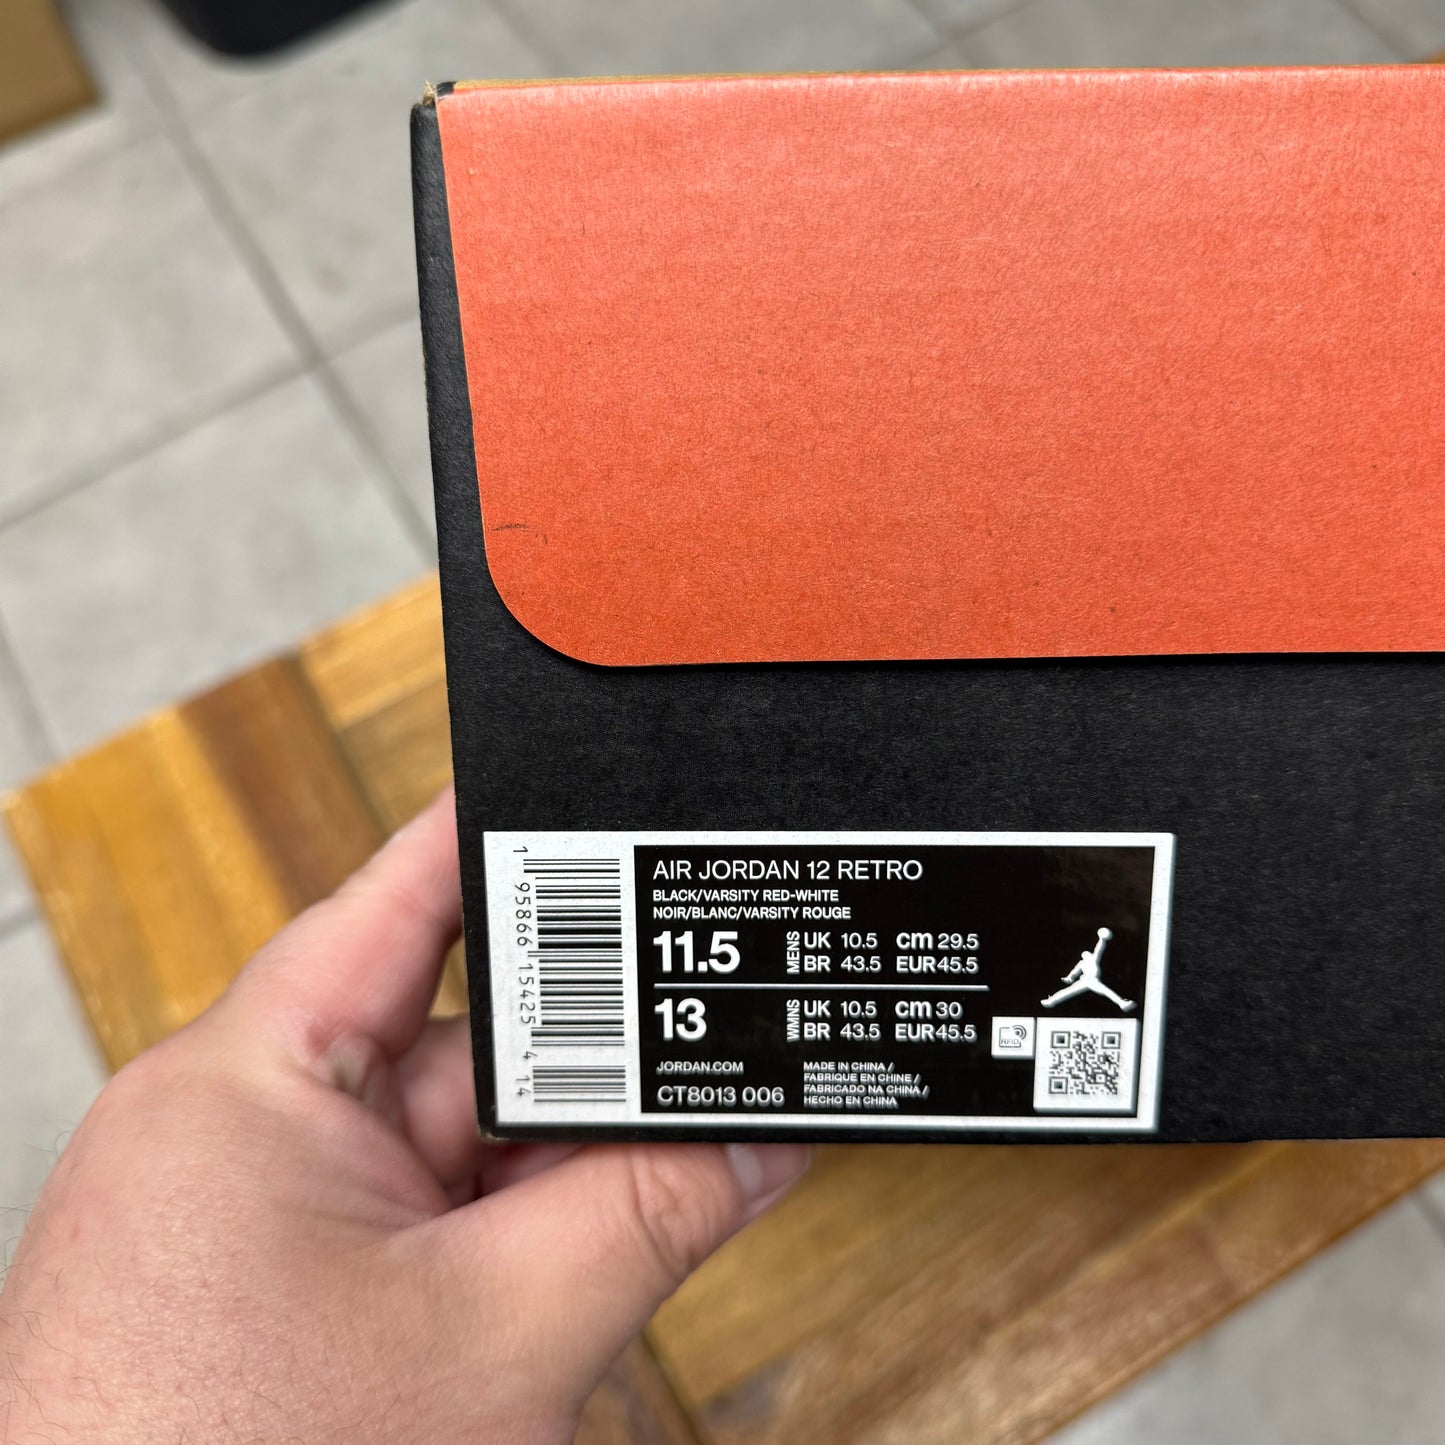 1 95866 15425 4 14
AIR JORDAN 12 RETRO
BLACK/VARSITY RED-WHITE
NOIR/BLANC/VARSITY ROUGE
11.5 MENS UK 10.5 cm 29.5
BR 43.5 EUR 45.5
13 WMNS UK 10.5 cm 30
BR 43.5 EUR 45.5
RFID
JORDAN.COM
CT8013 006
MADE IN CHINA /
FABRIQUE EN CHINE /
FABRICADO NA CHINA /
HECHO EN CHINA